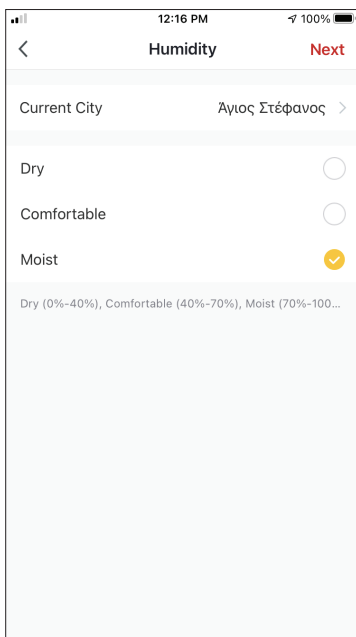 12:16 PM 100%
Humidity Next
Current City Άγιος Στέφανος
Dry
Comfortable
Moist
Dry (0%-40%), Comfortable (40%-70%), Moist (70%-100...